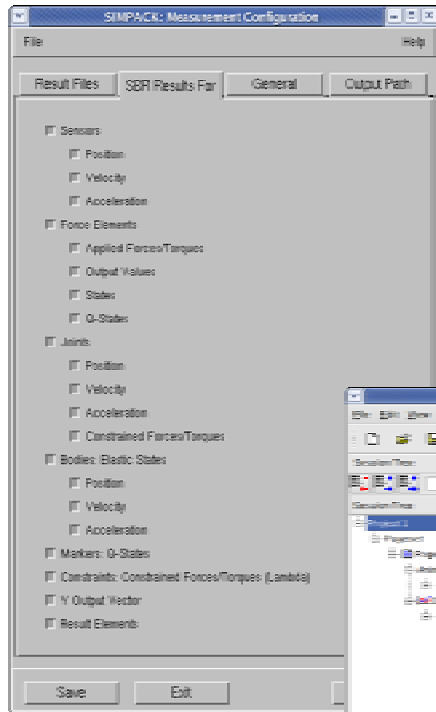 SIMPACK: Measurement Configuration
File Help
Result Files SBR Results For General Output Path
Sensors
Position
Velocity
Acceleration
Force Elements
Applied Forces/Torques
Output Values
States
Q-States
Joints
Position
Velocity
Acceleration
Constrained Forces/Torques
Bodies: Elastic States
Position
Velocity
Acceleration
Markers: Q-States
Constraints: Constrained Forces/Torques (Lambda)
Y Output Vector
Result Elements
Save Exit
File Edit View
Session Tree
Session Tree
Project1